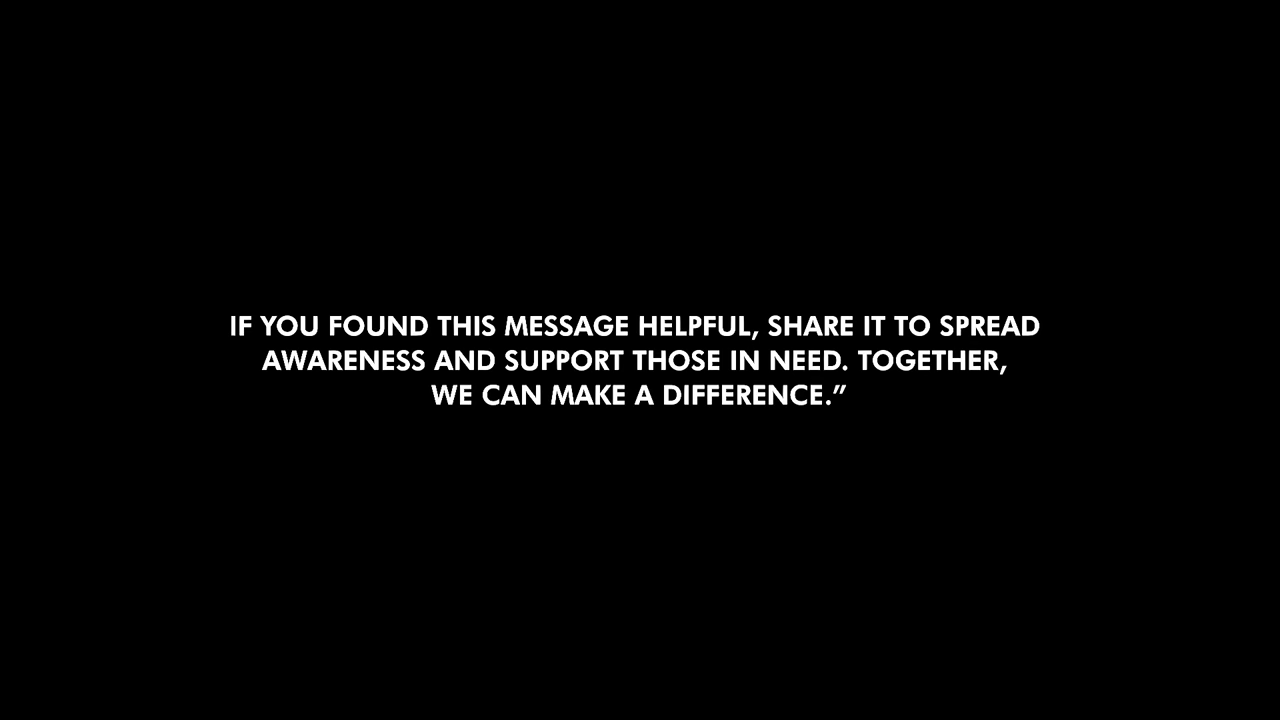 IF YOU FOUND THIS MESSAGE HELPFUL, SHARE IT TO SPREAD
AWARENESS AND SUPPORT THOSE IN NEED. TOGETHER,
WE CAN MAKE A DIFFERENCE.”